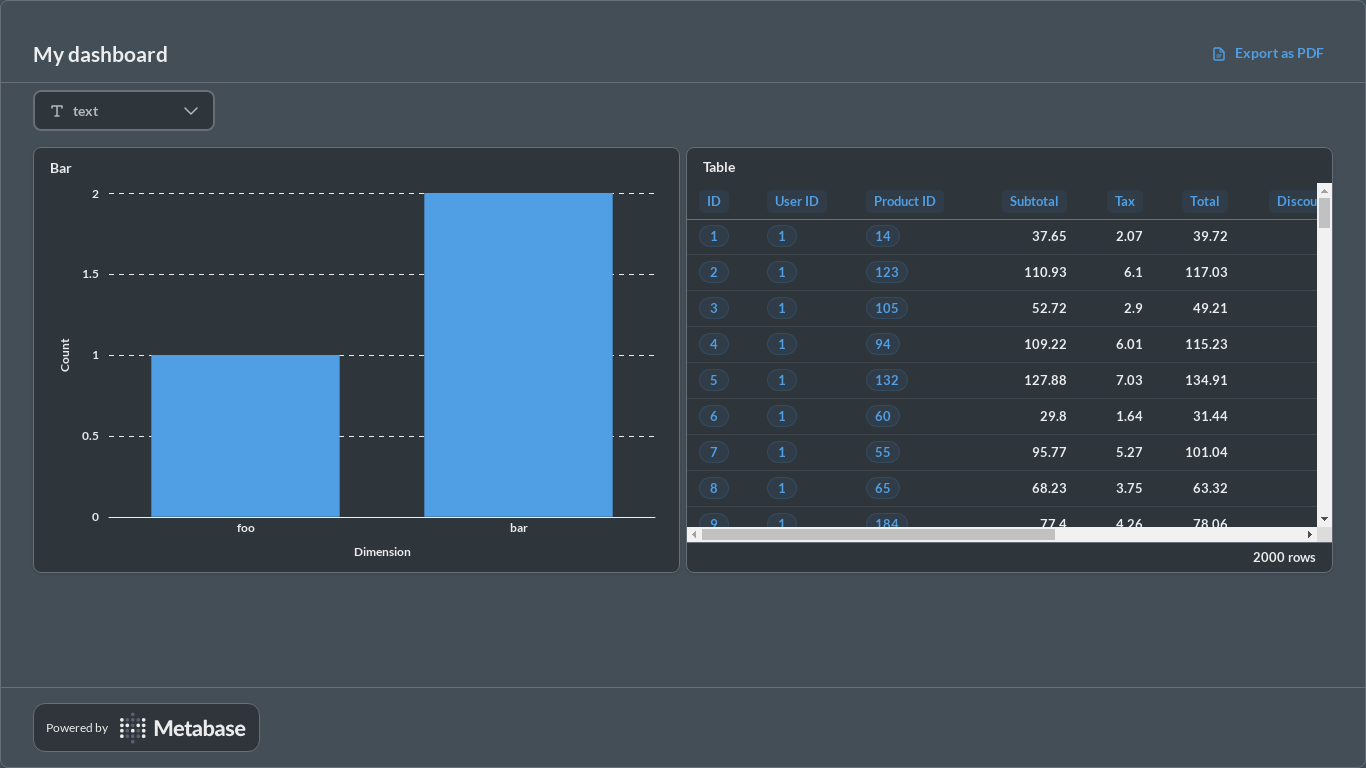 My dashboard
Export as PDF
text
Bar
2
1.5
1
0.5
0
Count
foo bar
Dimension
Table
ID User ID Product ID Subtotal Tax Total Discou
1 1 14 37.65 2.07 39.72
2 1 123 110.93 6.1 117.03
3 1 105 52.72 2.9 49.21
4 1 94 109.22 6.01 115.23
5 1 132 127.88 7.03 134.91
6 1 60 29.8 1.64 31.44
7 1 55 95.77 5.27 101.04
8 1 65 68.23 3.75 63.32
9 1 184 77.4 4.26 78.06
2000 rows
Powered by Metabase